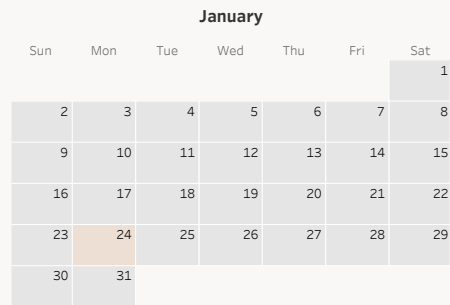 January
Sun Mon Tue Wed Thu Fri Sat
1
2 3 4 5 6 7 8
9 10 11 12 13 14 15
16 17 18 19 20 21 22
23 24 25 26 27 28 29
30 31